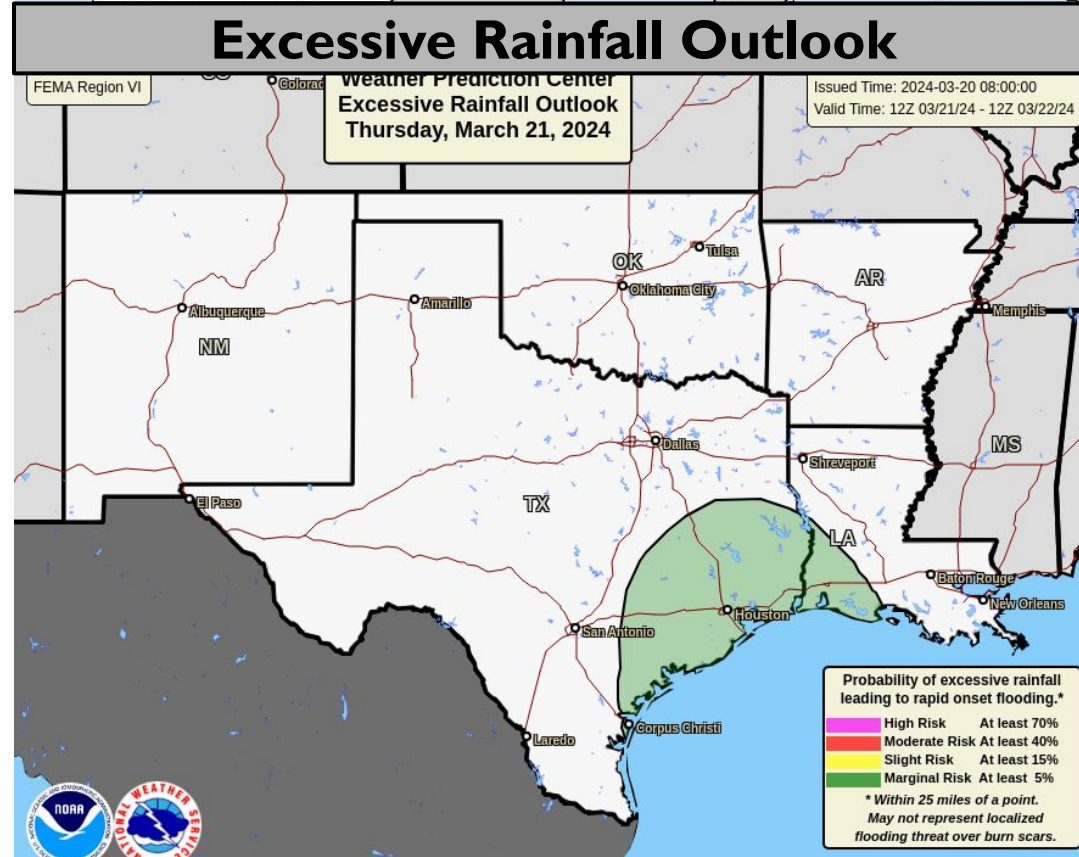 Excessive Rainfall Outlook
FEMA Region VI
Weather Prediction Center
Excessive Rainfall Outlook
Thursday, March 21, 2024
Issued Time: 2024-03-20 08:00:00
Valid Time: 12Z 03/21/24 - 12Z 03/22/24
Colorad
Tulsa
OK
Oklahoma City
AR
Amarillo
Albuquerque
Memphis
NM
Dallas
MS
Shreveport
El Paso
TX
LA
Baton Rouge
New Orleans
Houston
San Antonio
Corpus Christi
Laredo
Probability of excessive rainfall
leading to rapid onset flooding.*
High Risk At least 70%
Moderate Risk At least 40%
Slight Risk At least 15%
Marginal Risk At least 5%
* Within 25 miles of a point.
May not represent localized
flooding threat over burn scars.
NOAA
NATIONAL WEATHER SERVICE